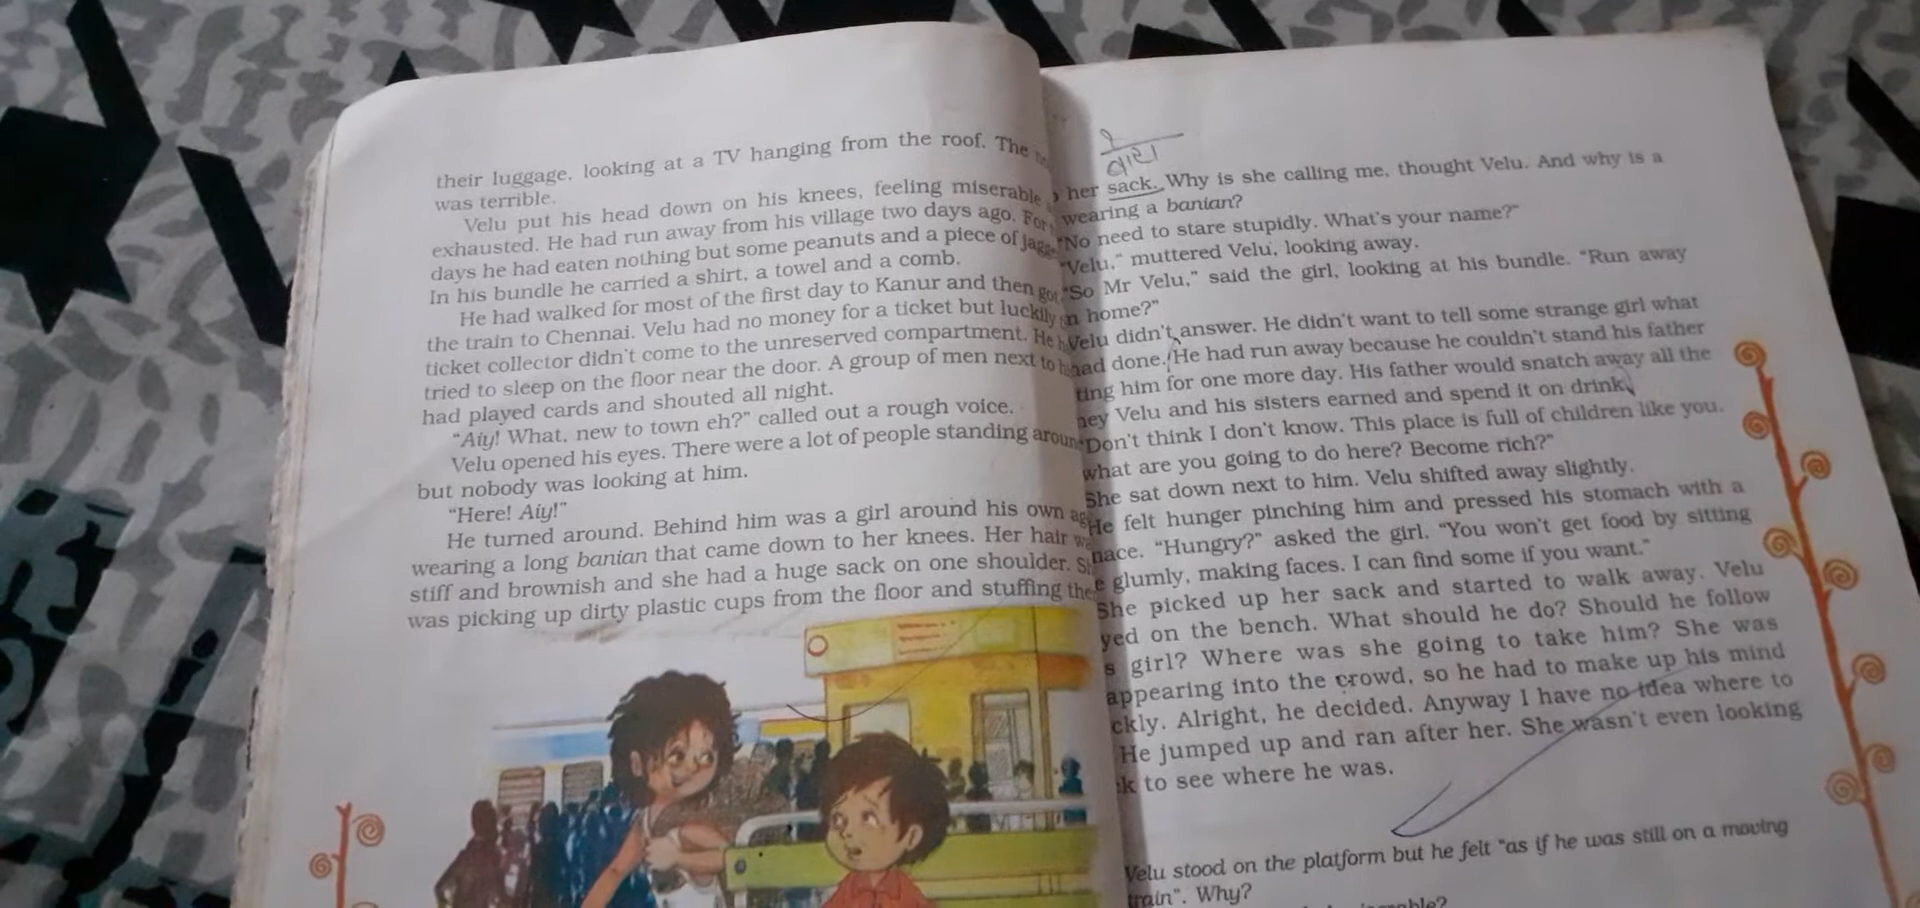 their luggage, looking at a TV hanging from the roof. The
was terrible.
Velu put his head down on his knees, feeling miserable
exhausted. He had run away from his village two days ago. For
days he had eaten nothing but some peanuts and a piece of
In his bundle he carried a shirt, a towel and a comb.
He had walked for most of the first day to Kanur and then got
the train to Chennai. Velu had no money for a ticket but luckily
ticket collector didn't come to the unreserved compartment. He
tried to sleep on the floor near the door. A group of men next to
had played cards and shouted all night.
"Aiy! What, new to town eh?" called out a rough voice.
Velu opened his eyes. There were a lot of people standing
but nobody was looking at him.
"Here! Aiy!"
He turned around. Behind him was a girl around his own
wearing a long banian that came down to her knees. Her hair
stiff and brownish and she had a huge sack on one shoulder.
was picking up dirty plastic cups from the floor and stuffing
her sack. Why is she calling me, thought Velu. And why is a
wearing a banian?
"No need to stare stupidly. What's your name?"
"Velu," muttered Velu, looking away.
"So Mr Velu," said the girl, looking at his bundle. "Run away
home?"
Velu didn't answer. He didn't want to tell some strange girl what
had done. He had run away because he couldn't stand his father
him for one more day. His father would snatch away all the
Velu and his sisters earned and spend it on drink.
"Don't think I don't know. This place is full of children like you.
what are you going to do here? Become rich?"
She sat down next to him. Velu shifted away slightly.
He felt hunger pinching him and pressed his stomach with a
"Hungry?" asked the girl. "You won't get food by sitting
glumly, making faces. I can find some if you want."
She picked up her sack and started to walk away. Velu
on the bench. What should he do? Should he follow
girl? Where was she going to take him? She was
into the crowd, so he had to make up his mind
Alright, he decided. Anyway I have no idea where to
He jumped up and ran after her. She wasn't even looking
to see where he was.
Velu stood on the platform but he felt "as if he was still on a moving
train". Why?